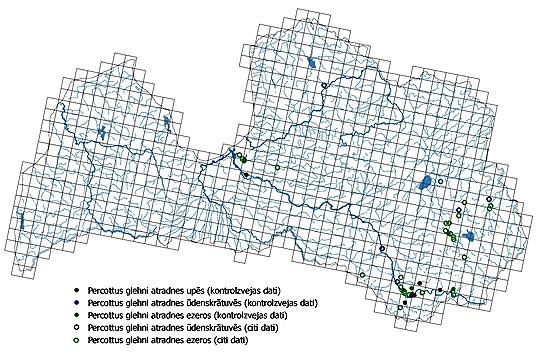 Percottus glehni atradnes upēs (kontrolzvejas dati)
Percottus glehni atradnes ūdenskrātuvēs (kontrolzvejas dati)
Percottus glehni atradnes ezeros (kontrolzvejas dati)
Percottus glehni atradnes ūdenskrātuvēs (citi dati)
Percottus glehni atradnes ezeros (citi dati)